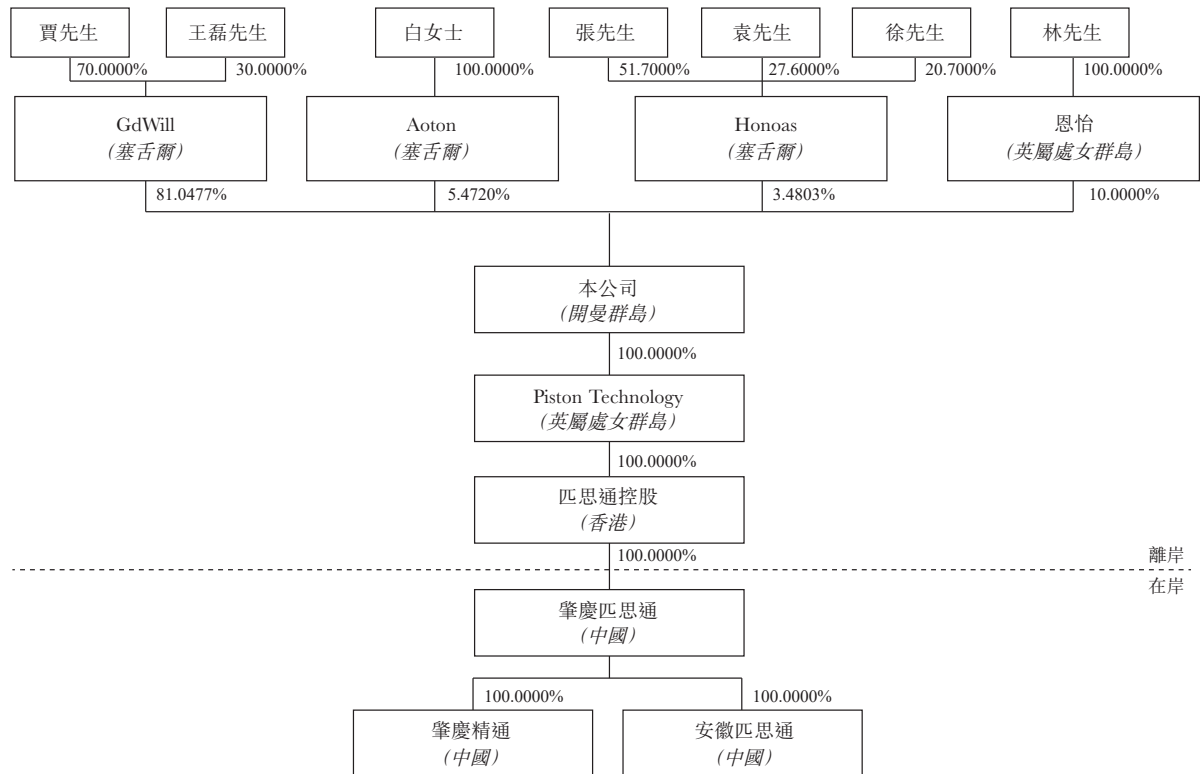 賈先生
王磊先生
白女士
張先生
袁先生
徐先生
林先生
70.0000%
30.0000%
100.0000%
51.7000%
27.6000%
20.7000%
100.0000%
GdWill
(塞舌爾)
Aoton
(塞舌爾)
Honoas
(塞舌爾)
恩怡
(英屬處女群島)
81.0477%
5.4720%
3.4803%
10.0000%
本公司
(開曼群島)
100.0000%
Piston Technology
(英屬處女群島)
100.0000%
匹思通控股
(香港)
100.0000%
離岸
在岸
肇慶匹思通
(中國)
100.0000%
100.0000%
肇慶精通
(中國)
安徽匹思通
(中國)